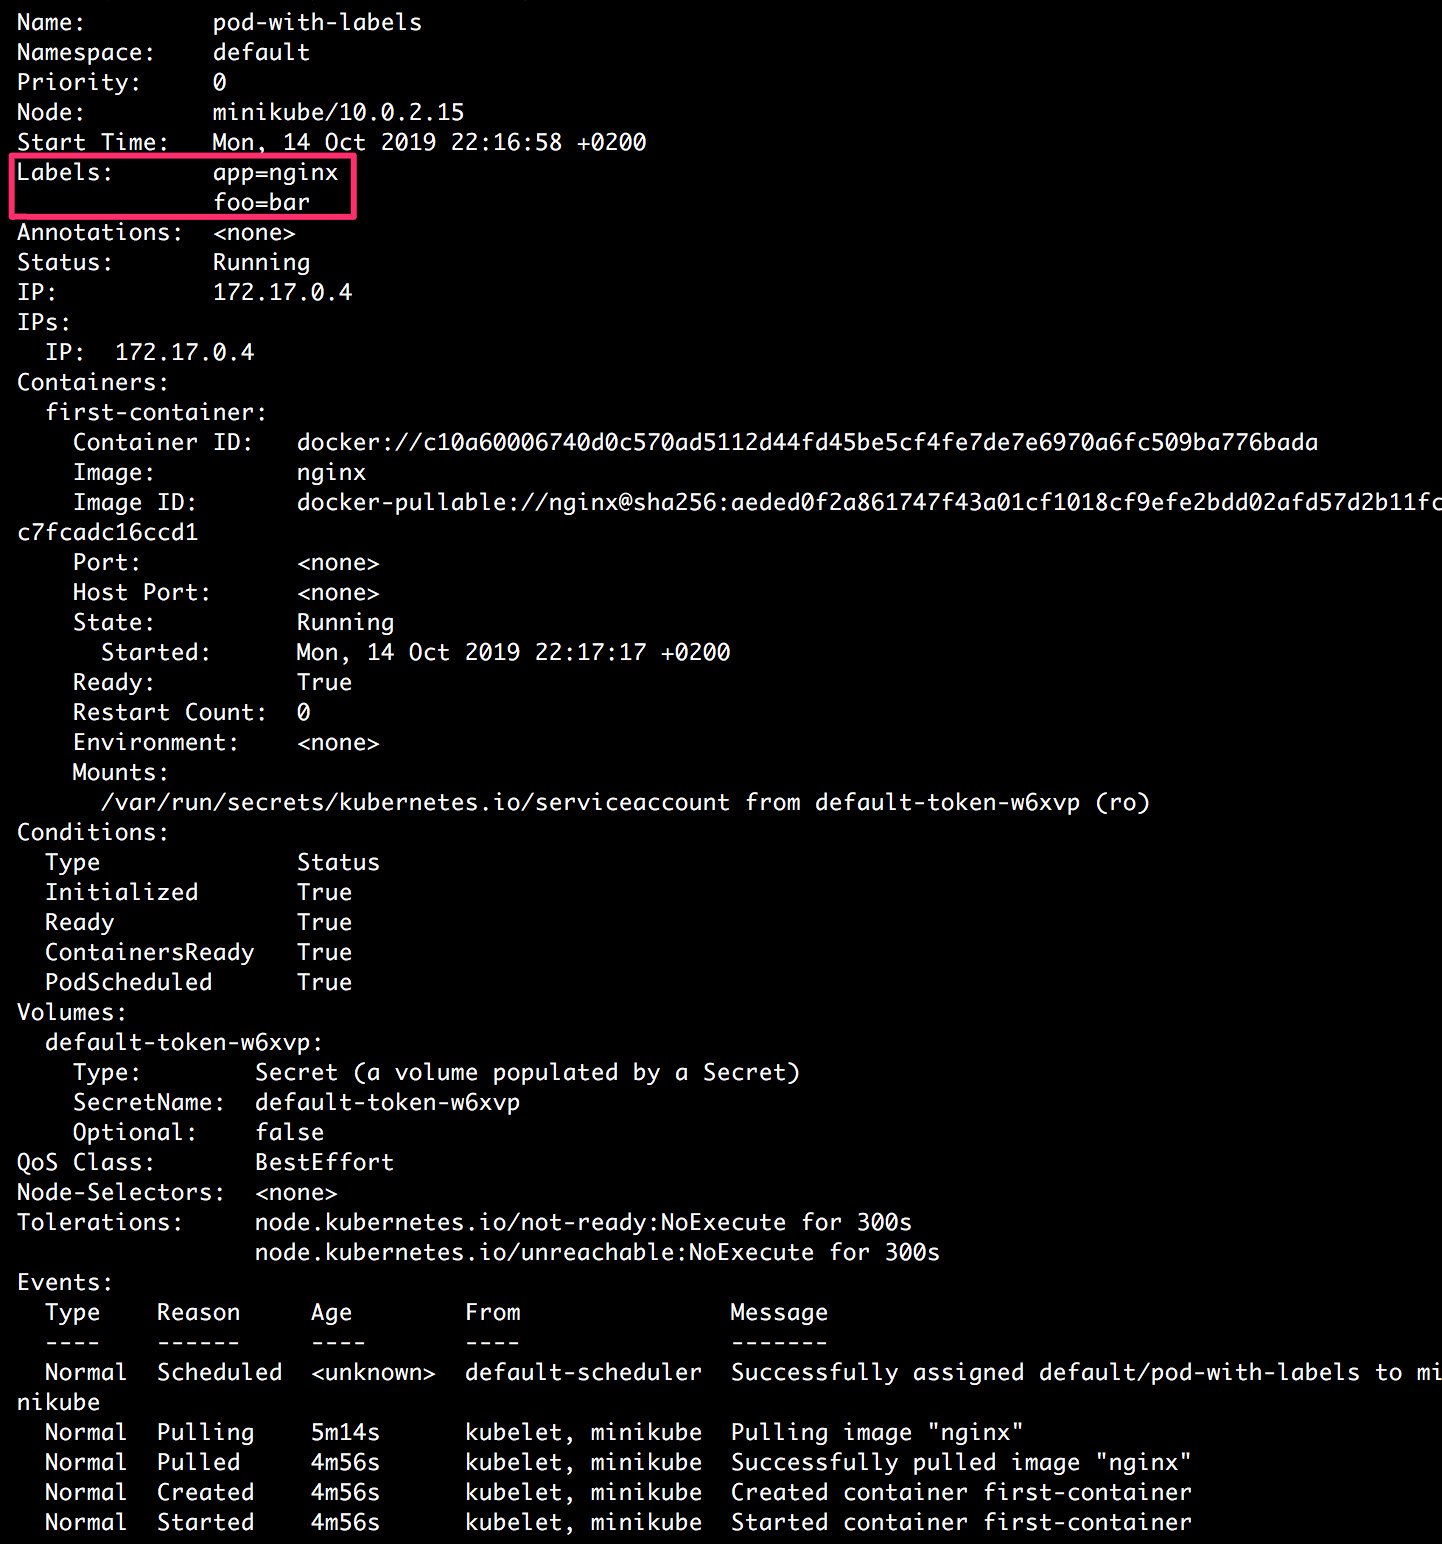 Name:         pod-with-labels
Namespace:    default
Priority:     0
Node:         minikube/10.0.2.15
Start Time:   Mon, 14 Oct 2019 22:16:58 +0200
Labels:       app=nginx
              foo=bar
Annotations:  <none>
Status:       Running
IP:           172.17.0.4
IPs:
  IP:  172.17.0.4
Containers:
  first-container:
    Container ID:   docker://c10a60006740d0c570ad5112d44fd45be5cf4fe7de7e6970a6fc509ba776bada
    Image:          nginx
    Image ID:       docker-pullable://nginx@sha256:aeded0f2a861747f43a01cf1018cf9efe2bdd02afd57d2b11fc
c7fcadc16ccd1
    Port:           <none>
    Host Port:      <none>
    State:          Running
      Started:      Mon, 14 Oct 2019 22:17:17 +0200
    Ready:          True
    Restart Count:  0
    Environment:    <none>
    Mounts:
      /var/run/secrets/kubernetes.io/serviceaccount from default-token-w6xvp (ro)
Conditions:
  Type              Status
  Initialized       True
  Ready             True
  ContainersReady   True
  PodScheduled      True
Volumes:
  default-token-w6xvp:
    Type:        Secret (a volume populated by a Secret)
    SecretName:  default-token-w6xvp
    Optional:    false
QoS Class:       BestEffort
Node-Selectors:  <none>
Tolerations:     node.kubernetes.io/not-ready:NoExecute for 300s
                 node.kubernetes.io/unreachable:NoExecute for 300s
Events:
  Type    Reason     Age        From               Message
  ----    ------     ----       ----               -------
  Normal  Scheduled  <unknown>  default-scheduler  Successfully assigned default/pod-with-labels to mi
nikube
  Normal  Pulling    5m14s      kubelet, minikube  Pulling image "nginx"
  Normal  Pulled     4m56s      kubelet, minikube  Successfully pulled image "nginx"
  Normal  Created    4m56s      kubelet, minikube  Created container first-container
  Normal  Started    4m56s      kubelet, minikube  Started container first-container